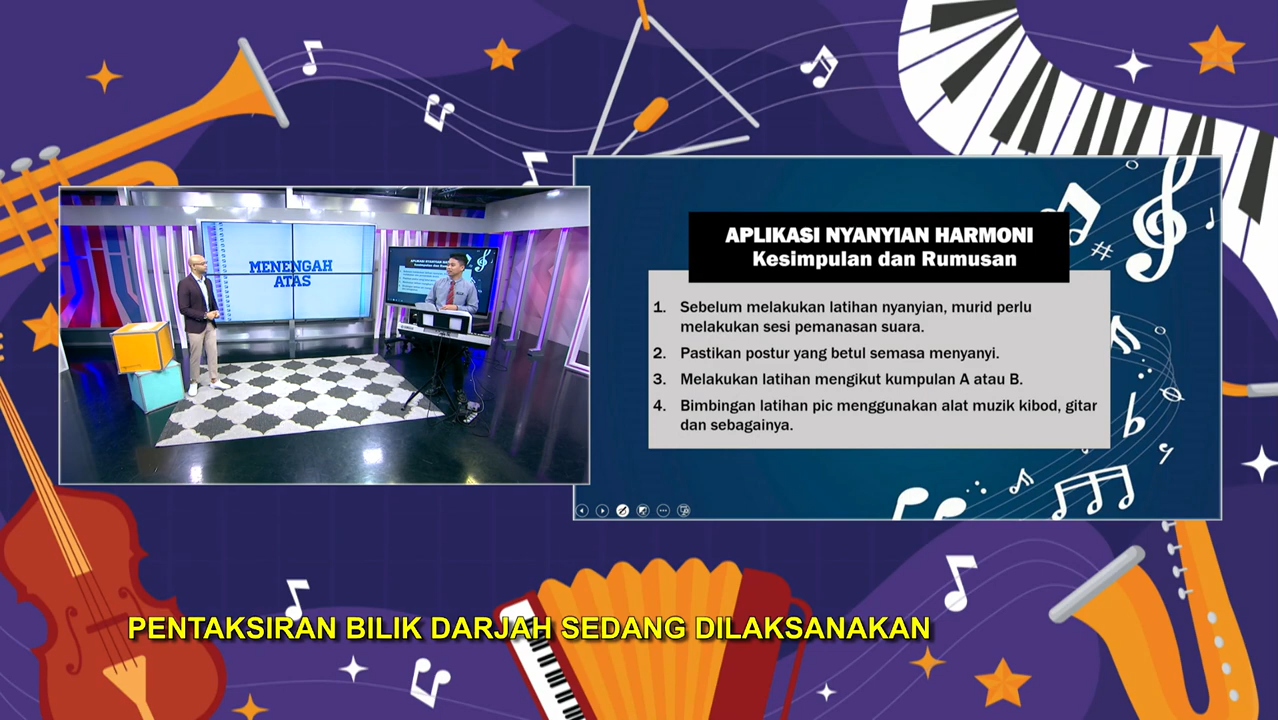 MENENGAH
ATAS
APLIKASI NYANYIAN HARMONI
Kesimpulan dan Rumusan
1. Sebelum melakukan latihan nyanyian, murid perlu
melakukan sesi pemanasan suara.
2. Pastikan postur yang betul semasa menyanyi.
3. Melakukan latihan mengikut kumpulan A atau B.
4. Bimbingan latihan pic menggunakan alat muzik kibod, gitar
dan sebagainya.
PENTAKSIRAN BILIK DARJAH SEDANG DILAKSANAKAN